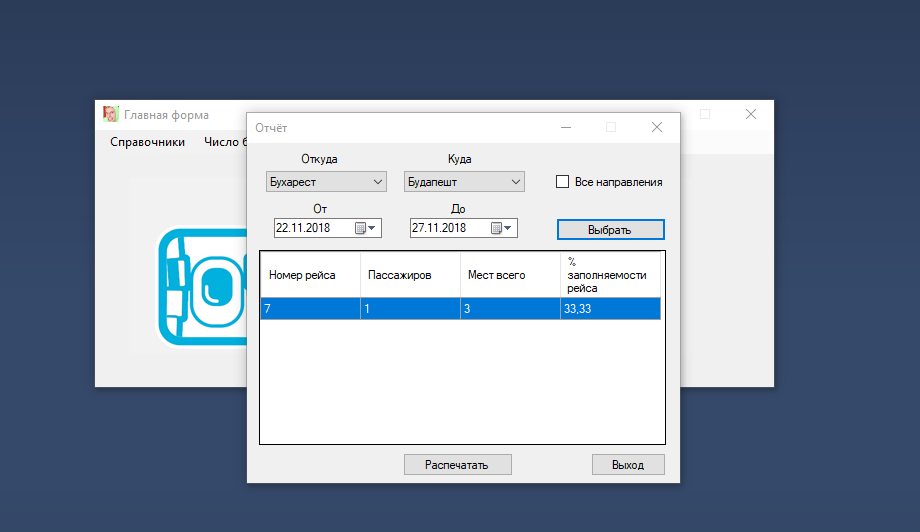 Главная форма
Справочники
Число
Отчёт
Откуда
Куда
Бухарест
Будапешт
Все направления
От
До
22.11.2018
27.11.2018
Выбрать
Номер рейса
Пассажиров
Мест всего
%
заполняемости
рейса
7
1
3
33,33
Распечатать
Выход